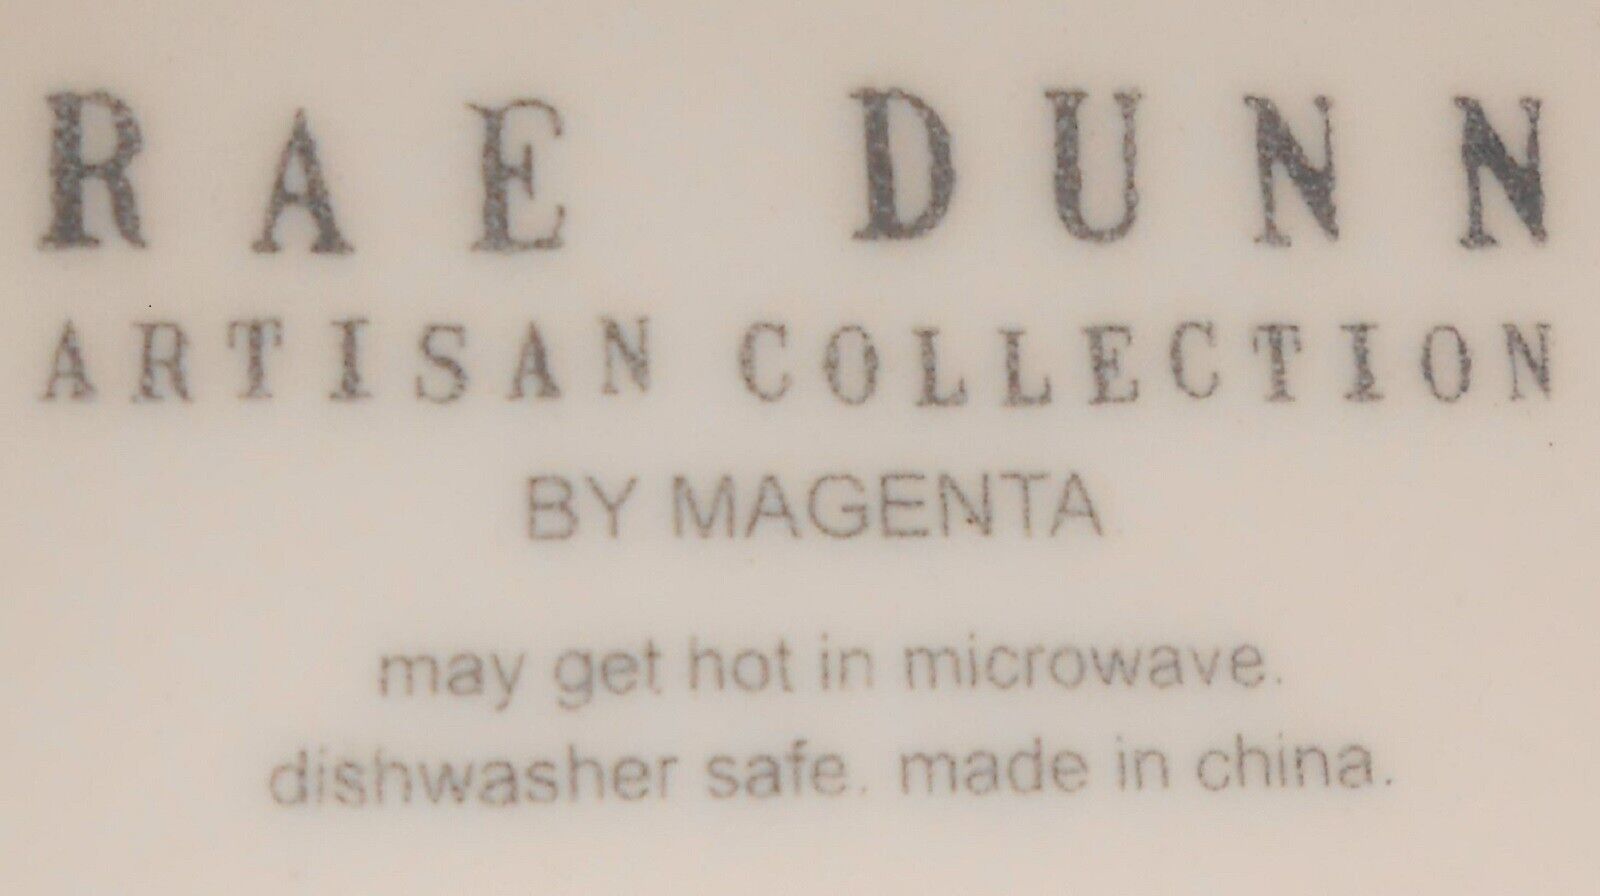 RAE DUNN
ARTISAN COLLECTION
BY MAGENTA
may get hot in microwave.
dishwasher safe. made in china.